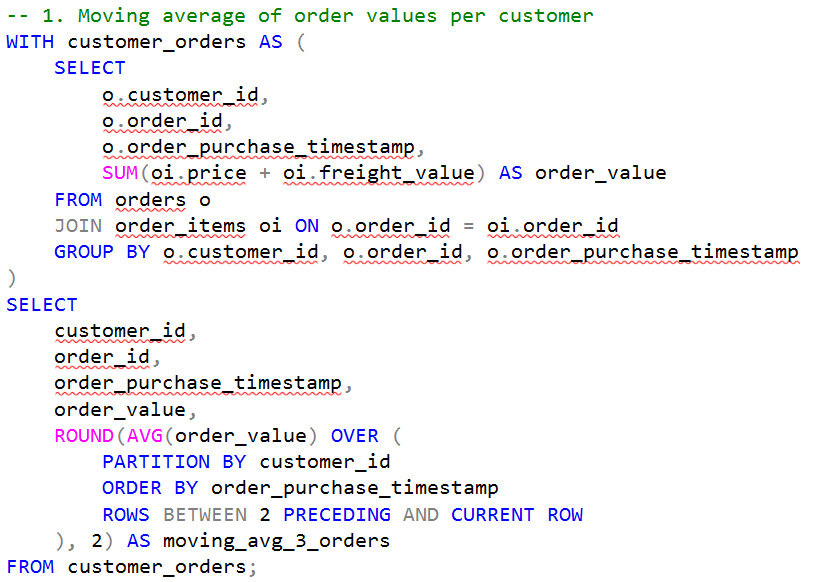 -- 1. Moving average of order values per customer
WITH customer_orders AS (
    SELECT
        o.customer_id,
        o.order_id,
        o.order_purchase_timestamp,
        SUM(oi.price + oi.freight_value) AS order_value
    FROM orders o
    JOIN order_items oi ON o.order_id = oi.order_id
    GROUP BY o.customer_id, o.order_id, o.order_purchase_timestamp
)
SELECT
    customer_id,
    order_id,
    order_purchase_timestamp,
    order_value,
    ROUND(AVG(order_value) OVER (
        PARTITION BY customer_id
        ORDER BY order_purchase_timestamp
        ROWS BETWEEN 2 PRECEDING AND CURRENT ROW
    ), 2) AS moving_avg_3_orders
FROM customer_orders;